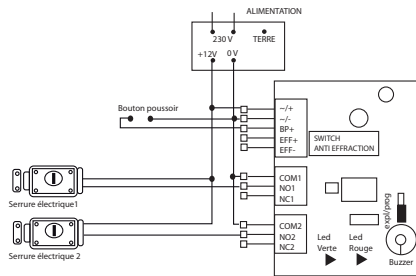 ALIMENTATION
230 V
TERRE
+12V 0 V
Bouton poussoir
~/+
~/-
BP+
EFF+
EFF-
SWITCH
ANTI EFFRACTION
COM1
NO1
NC1
Serrure électrique1
COM2
NO2
NC2
Serrure électrique 2
Led
Verte
Led
Rouge
expl/prog
Buzzer